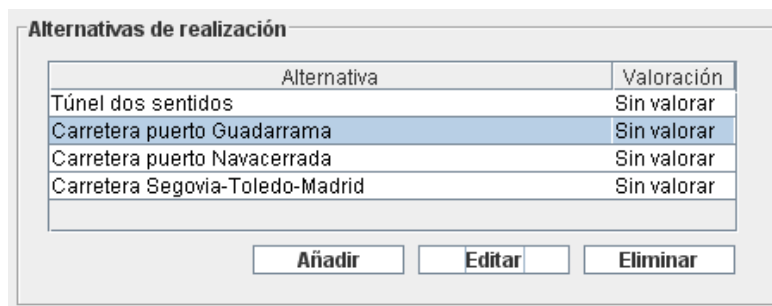 Alternativas de realización
Alternativa Valoración
Túnel dos sentidos Sin valorar
Carretera puerto Guadarrama Sin valorar
Carretera puerto Navacerrada Sin valorar
Carretera Segovia-Toledo-Madrid Sin valorar
Añadir Editar Eliminar